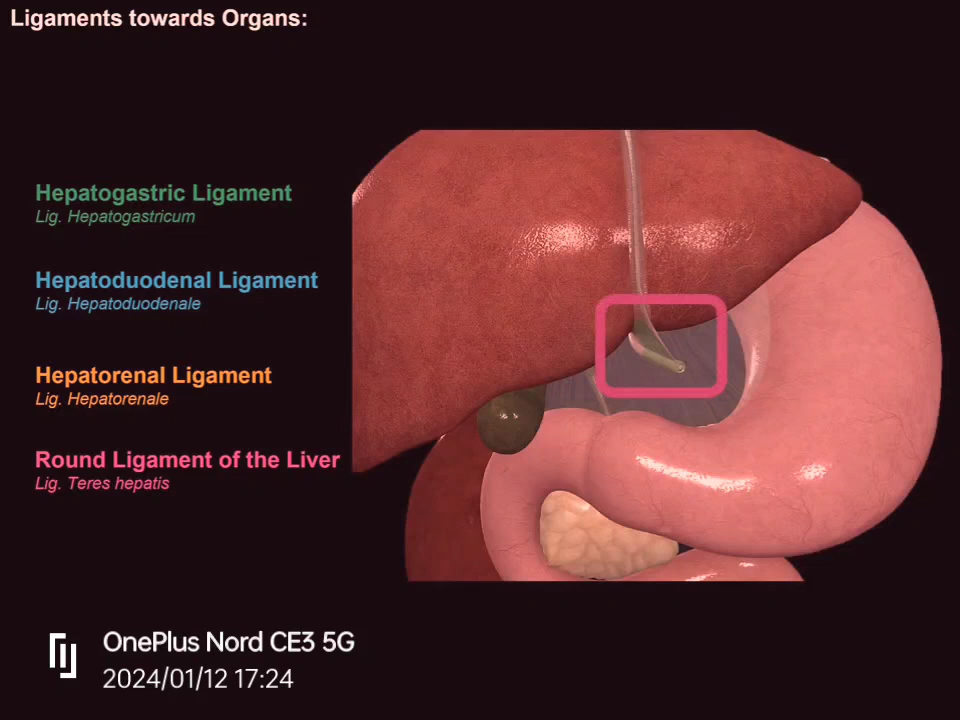 Ligaments towards Organs:
Hepatogastric Ligament
Lig. Hepatogastricum
Hepatoduodenal Ligament
Lig. Hepatoduodenale
Hepatorenal Ligament
Lig. Hepatorenale
Round Ligament of the Liver
Lig. Teres hepatis
OnePlus Nord CE3 5G
2024/01/12 17:24